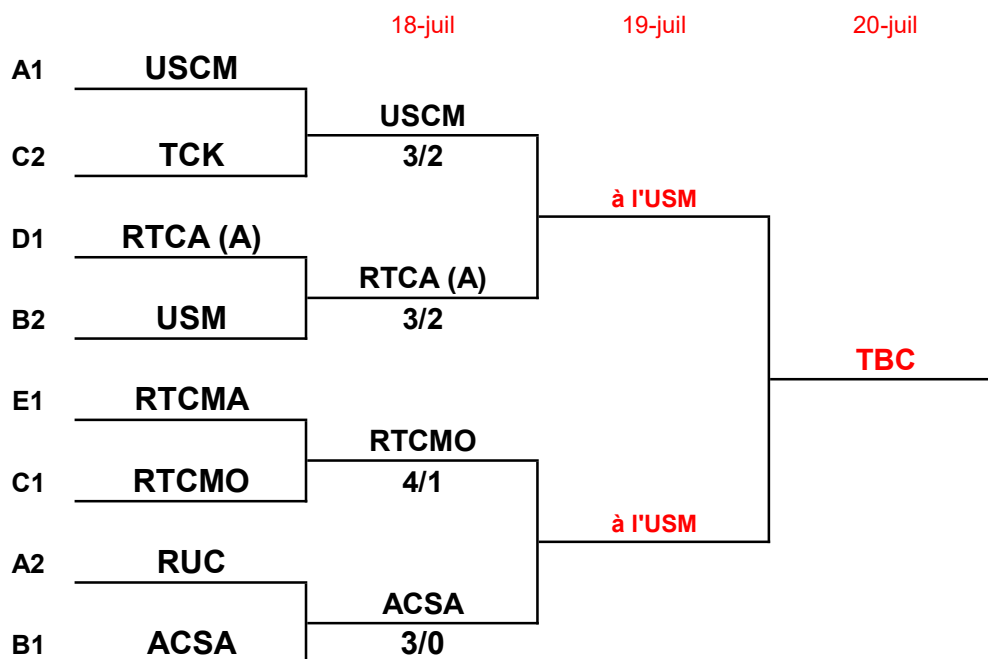 18-juil 19-juil 20-juil
A1 USCM
USCM
C2 TCK 3/2
à l'USM
D1 RTCA (A)
RTCA (A)
B2 USM 3/2
TBC
E1 RTCMA
RTCMO
C1 RTCMO 4/1
à l'USM
A2 RUC
ACSA
B1 ACSA 3/0